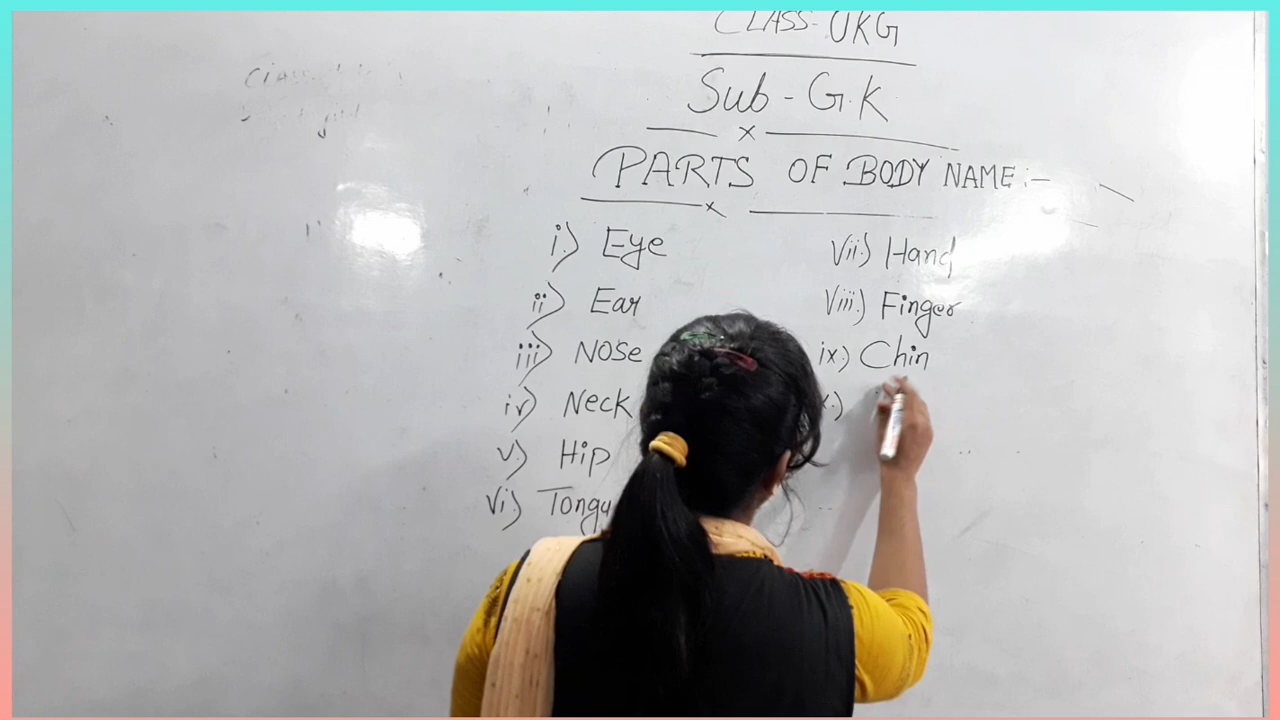 CLASS- UKG
Sub - G.K
PARTS OF BODY NAME :-
i.) Eye
ii) Ear
iii) NOSe
iv) Neck
v.) Hip
vi.)
vii.) Hand
viii.) Finger
ix.) Chin
x.)